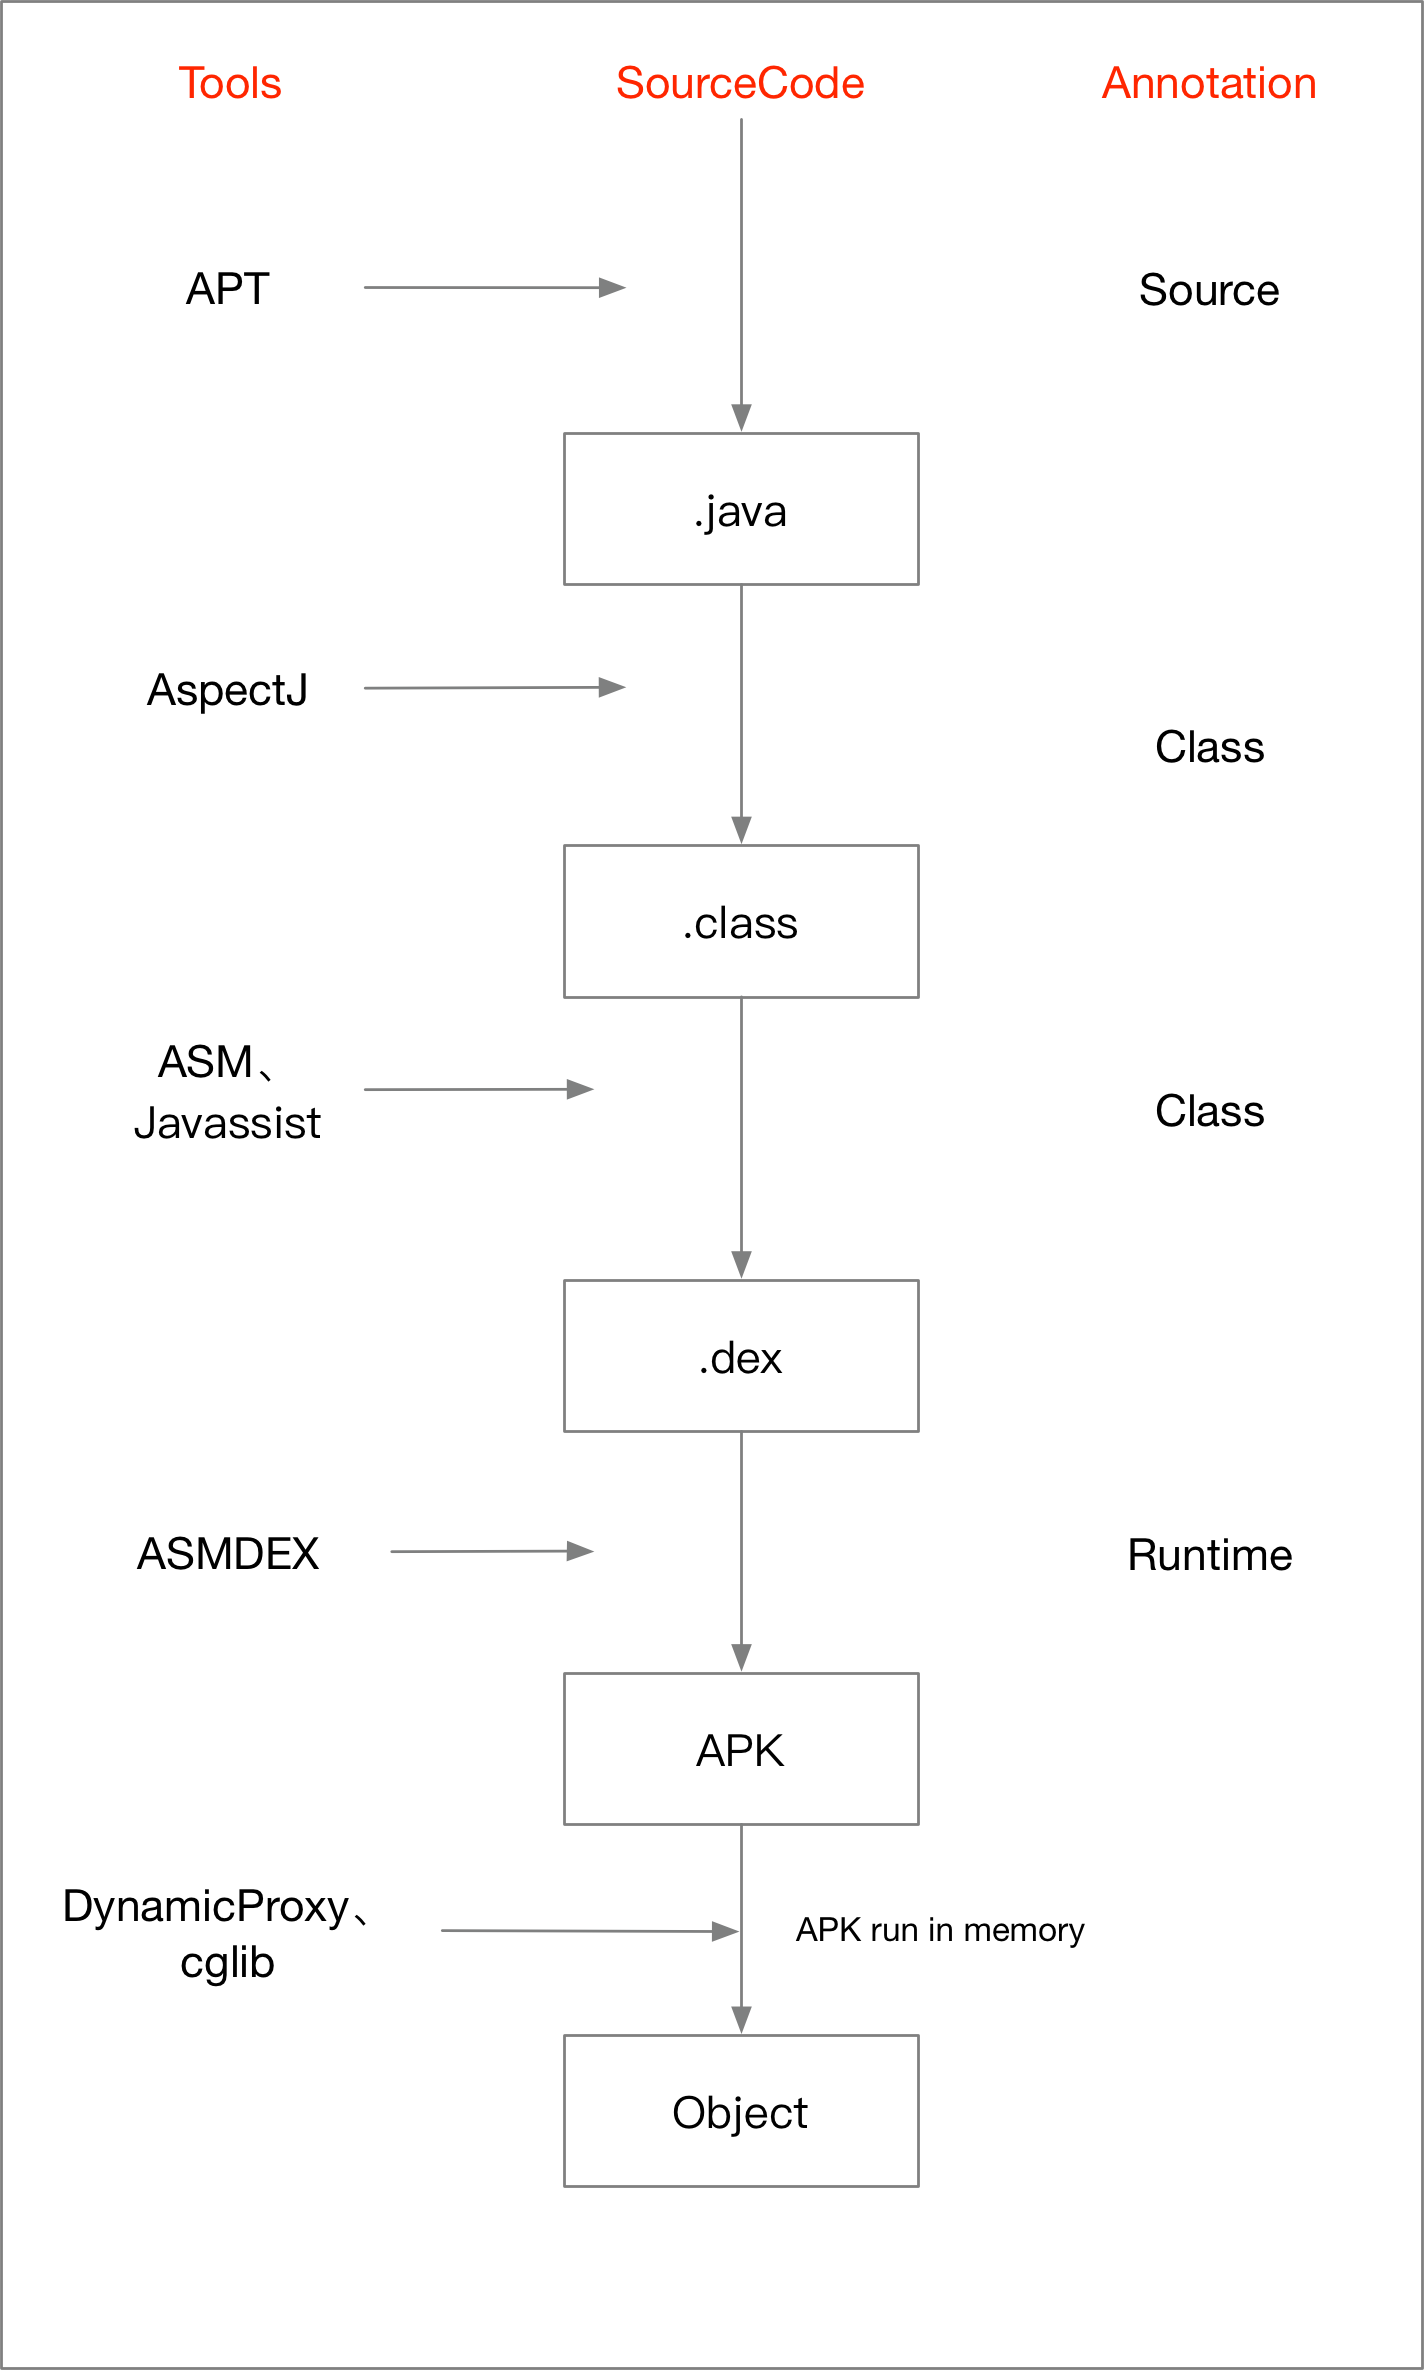 Tools
SourceCode
Annotation
APT
Source
.java
AspectJ
Class
.class
ASM、
Javassist
Class
.dex
ASMDEX
Runtime
APK
DynamicProxy、
cglib
APK run in memory
Object